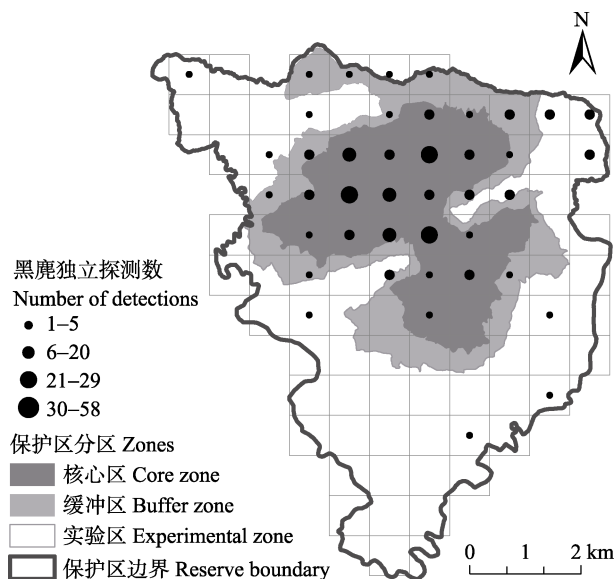 N
黑麂独立探测数
Number of detections
1–5
6–20
21–29
30–58
保护区分区 Zones
核心区 Core zone
缓冲区 Buffer zone
实验区 Experimental zone
保护区边界 Reserve boundary
0 1 2 km